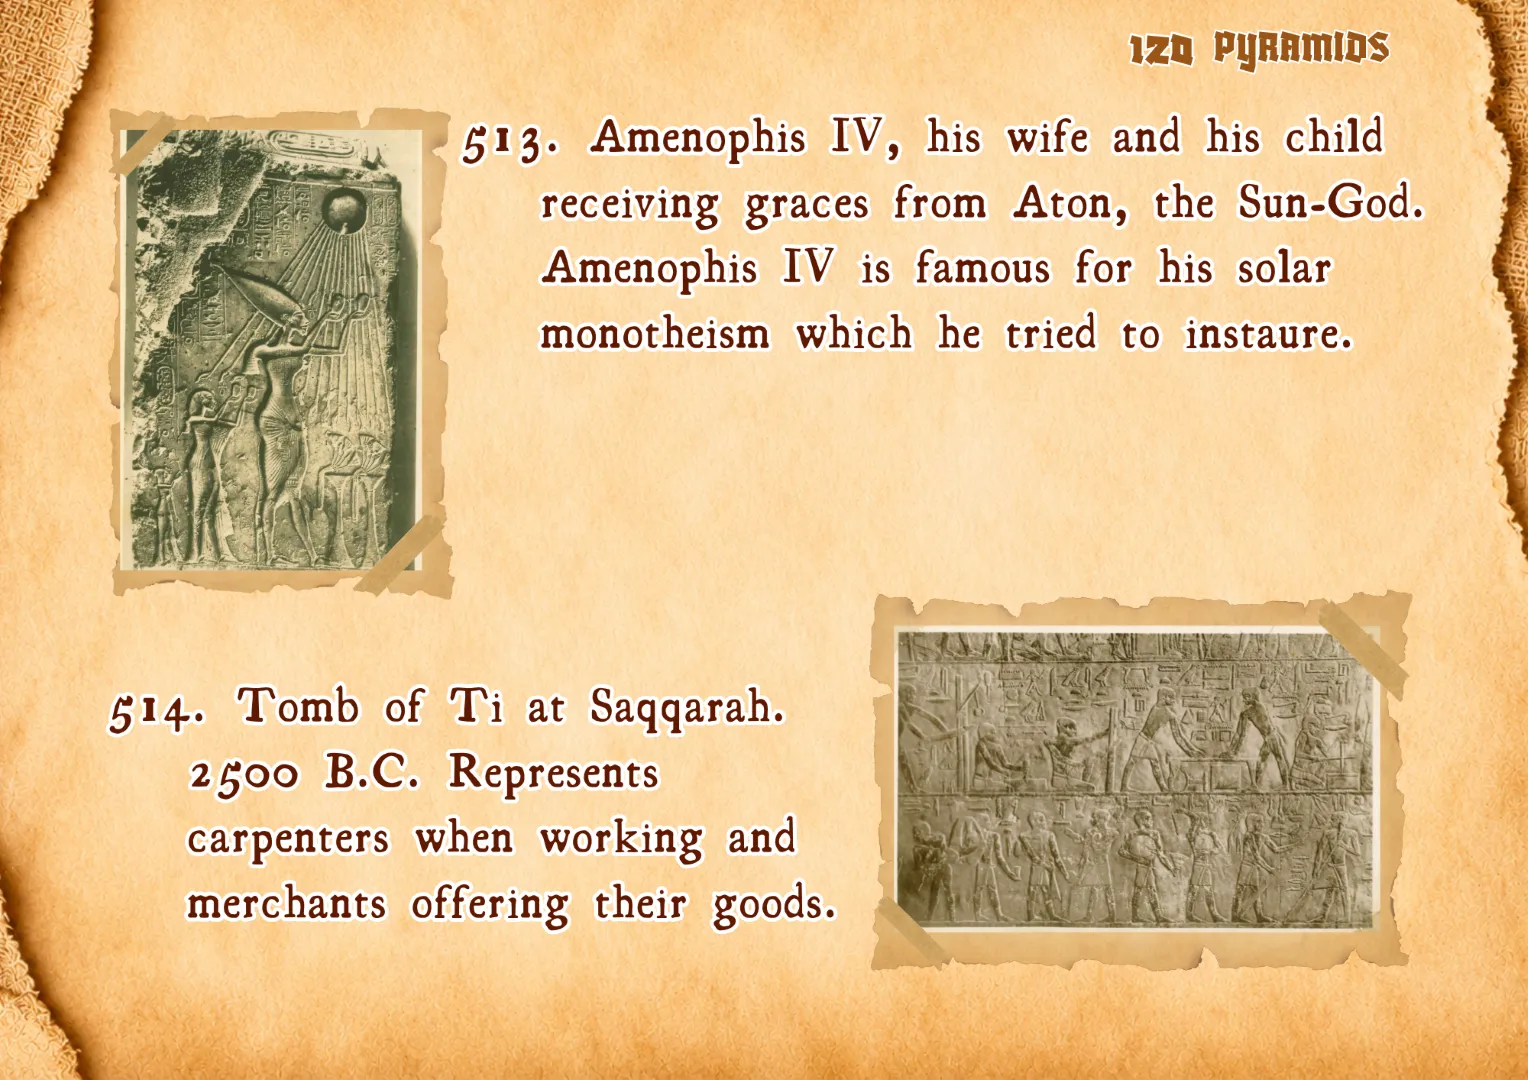 120 PYRAMIDS
513. Amenophis IV, his wife and his child
receiving graces from Aton, the Sun-God.
Amenophis IV is famous for his solar
monotheism which he tried to instaure.
514. Tomb of Ti at Saqqarah.
2500 B.C. Represents
carpenters when working and
merchants offering their goods.